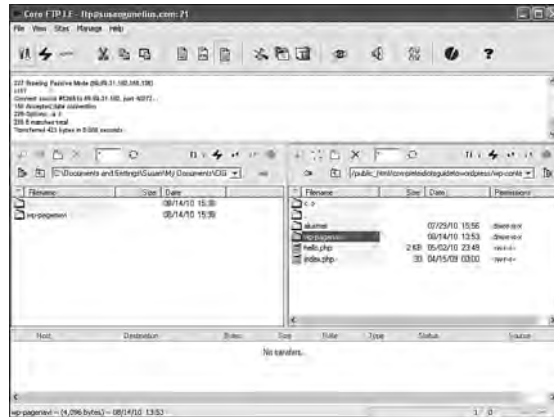 Core FTP LE - ftp@susangunelius.com:21
File View Sites Manage Help
227 Entering Passive Mode
LIST
150 Accepted data connection
226-Options: -a -l
226 6 matches total
Transferred 421 bytes in 0.008 seconds
C:\Documents and Settings\Susan\My Documents\CIG
/public_html/completeidiotsguidetowordpress/wp-conte
Filename Size Date
08/14/10 15:38
wp-pagenavi 08/14/10 15:38
Filename Size Date Permissions
akismet 07/29/10 15:56 drwxr-xr-x
wp-pagenavi 08/14/10 13:53 drwxr-xr-x
hello.php 2 KB 05/02/10 23:49 -rw-r--r--
index.php 30 04/15/09 03:00 -rw-r--r--
Host Destination Bytes Size Rate Type Status Source
No transfers.
wp-pagenavi -- (4,096 bytes) -- 08/14/10 13:53 1 0